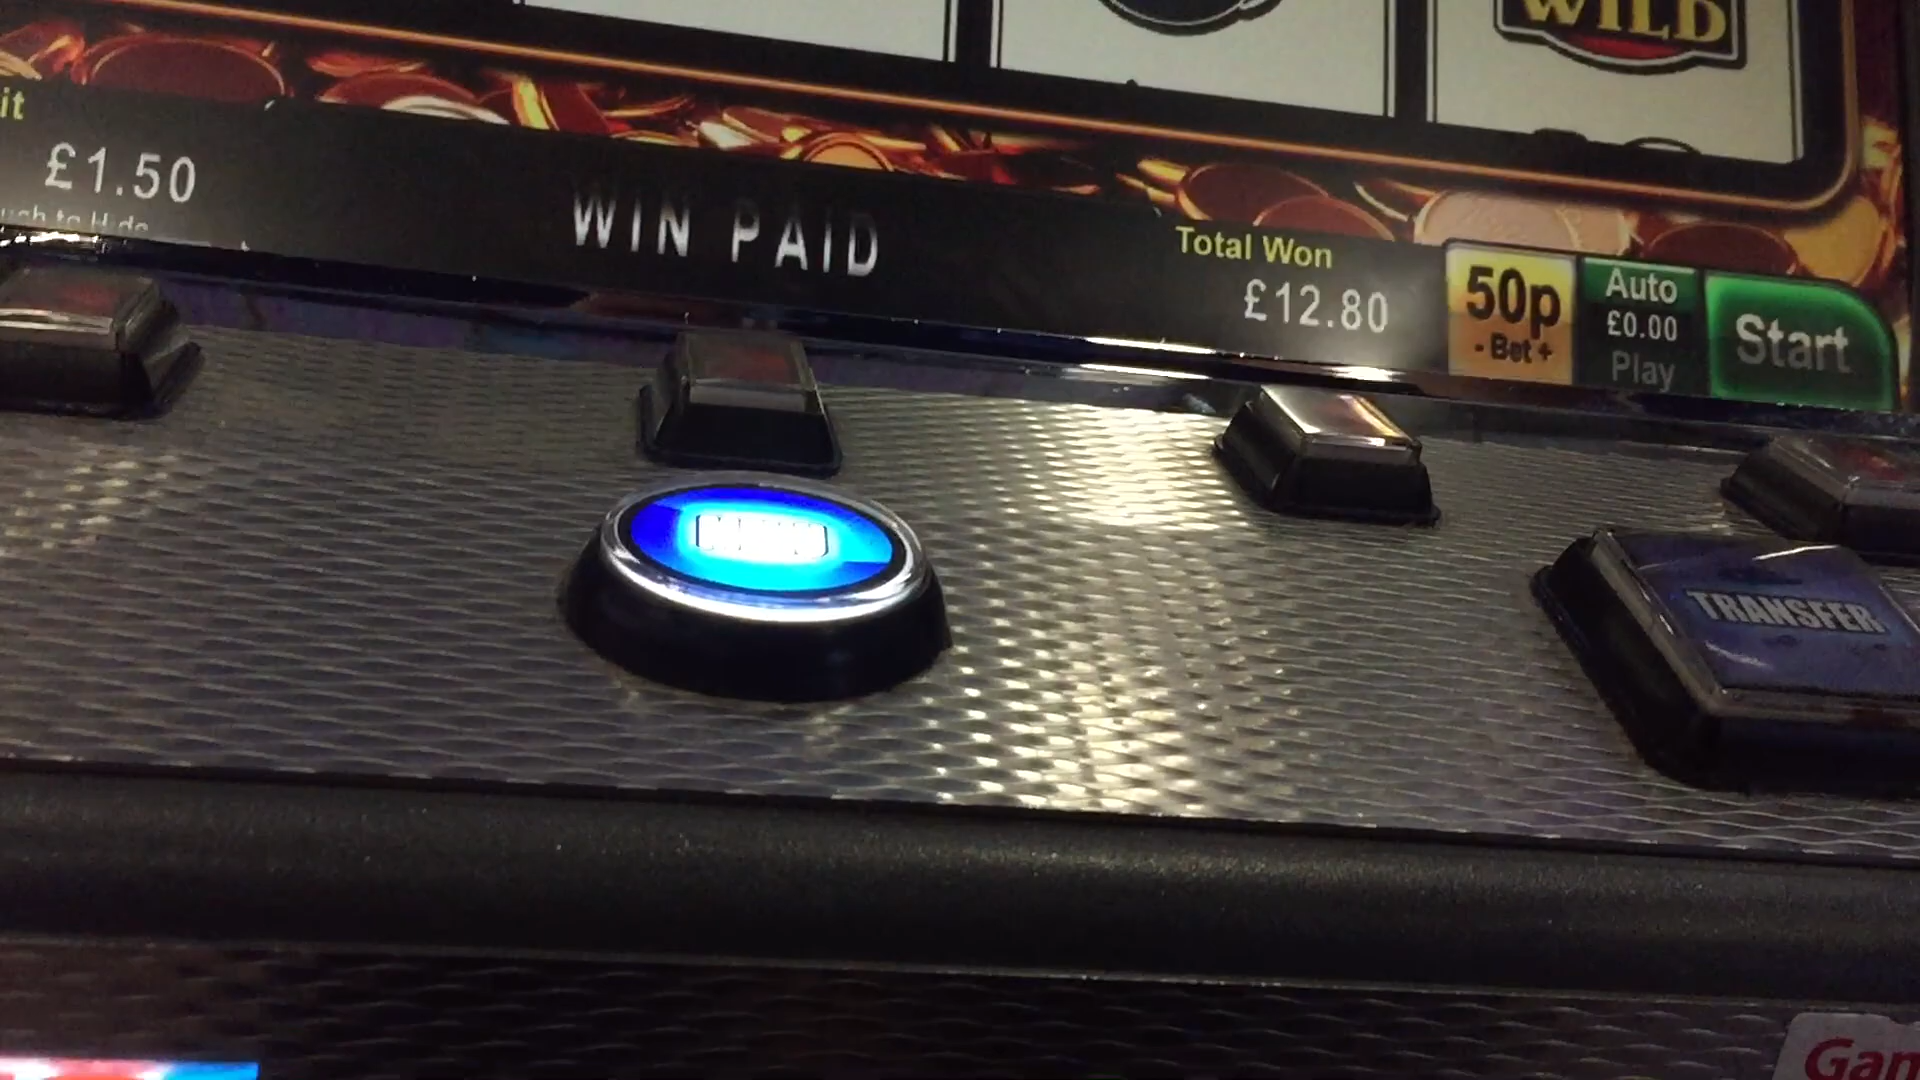 WILD
it
£1.50
WIN PAID
Total Won
£12.80
50p
- Bet +
Auto
£0.00
Play
Start
TRANSFER
Gam